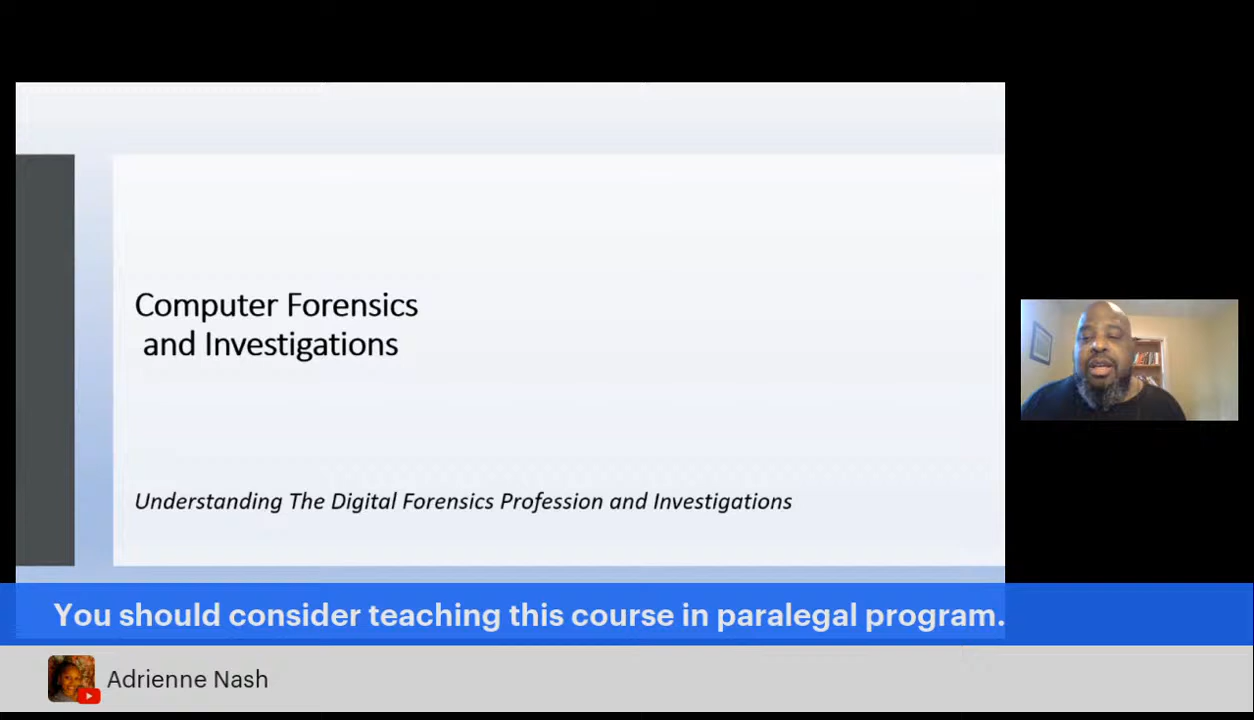 Computer Forensics
and Investigations
Understanding The Digital Forensics Profession and Investigations
You should consider teaching this course in paralegal program.
Adrienne Nash